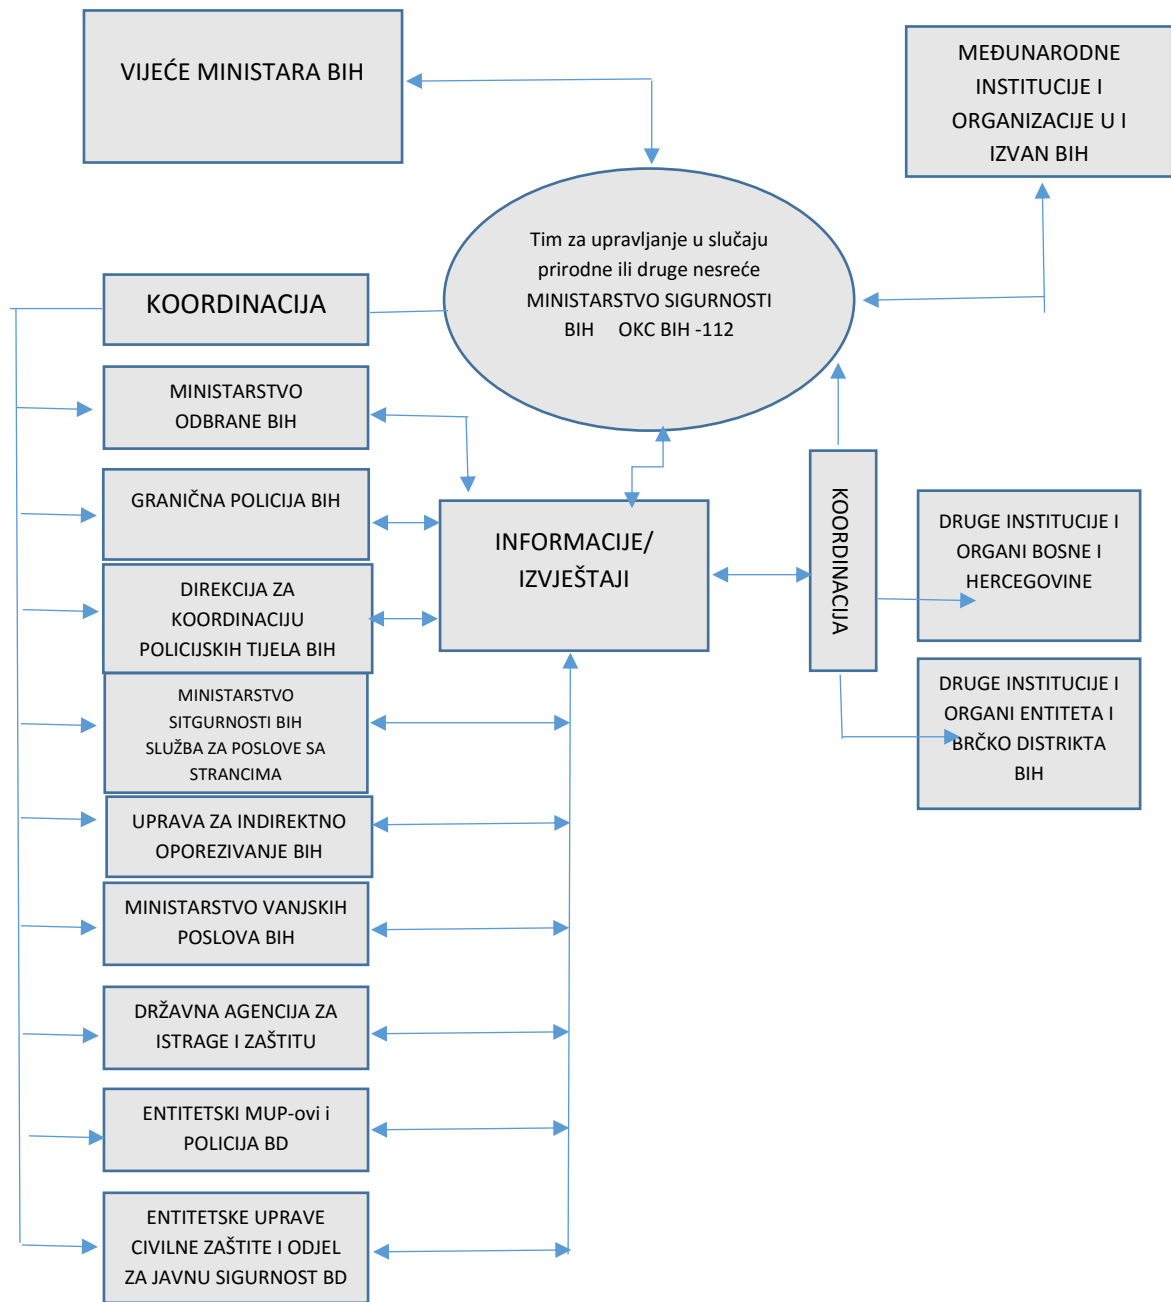 VIJEĆE MINISTARA BIH
MEĐUNARODNE
INSTITUCIJE I
ORGANIZACIJE U I
IZVAN BIH
Tim za upravljanje u slučaju
prirodne ili druge nesreće
MINISTARSTVO SIGURNOSTI
BIH OKC BIH -112
KOORDINACIJA
MINISTARSTVO
ODBRANE BIH
GRANIČNA POLICIJA BIH
DIREKCIJA ZA
KOORDINACIJU
POLICIJSKIH TIJELA BIH
MINISTARSTVO
SITGURNOSTI BIH
SLUŽBA ZA POSLOVE SA
STRANCIMA
UPRAVA ZA INDIREKTNO
OPOREZIVANJE BIH
MINISTARSTVO VANJSKIH
POSLOVA BIH
DRŽAVNA AGENCIJA ZA
ISTRAGE I ZAŠTITU
ENTITETSKI MUP-ovi i
POLICIJA BD
ENTITETSKE UPRAVE
CIVILNE ZAŠTITE I ODJEL
ZA JAVNU SIGURNOST BD
INFORMACIJE/
IZVJEŠTAJI
KOORDINACIJA
DRUGE INSTITUCIJE I
ORGANI BOSNE I
HERCEGOVINE
DRUGE INSTITUCIJE I
ORGANI ENTITETA I
BRČKO DISTRIKTA
BIH